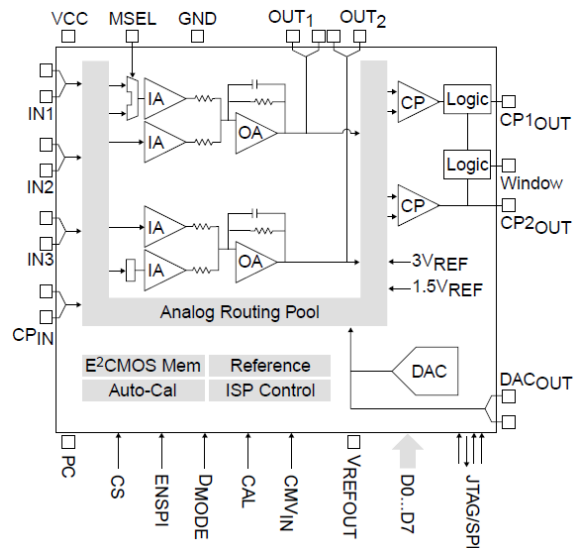 VCC MSEL GND OUT1 OUT2
IN1
IA
OA
CP
Logic
CP1OUT
IA
IN2
Logic
Window
IA
OA
CP
CP2OUT
IN3
IA
3VREF
1.5VREF
CPIN
Analog Routing Pool
E2CMOS Mem
Reference
Auto-Cal
ISP Control
DAC
DACOUT
PC
CS
ENSPI
DMODE
CAL
CMVIN
VREFOUT
D0...D7
JTAG/SPI